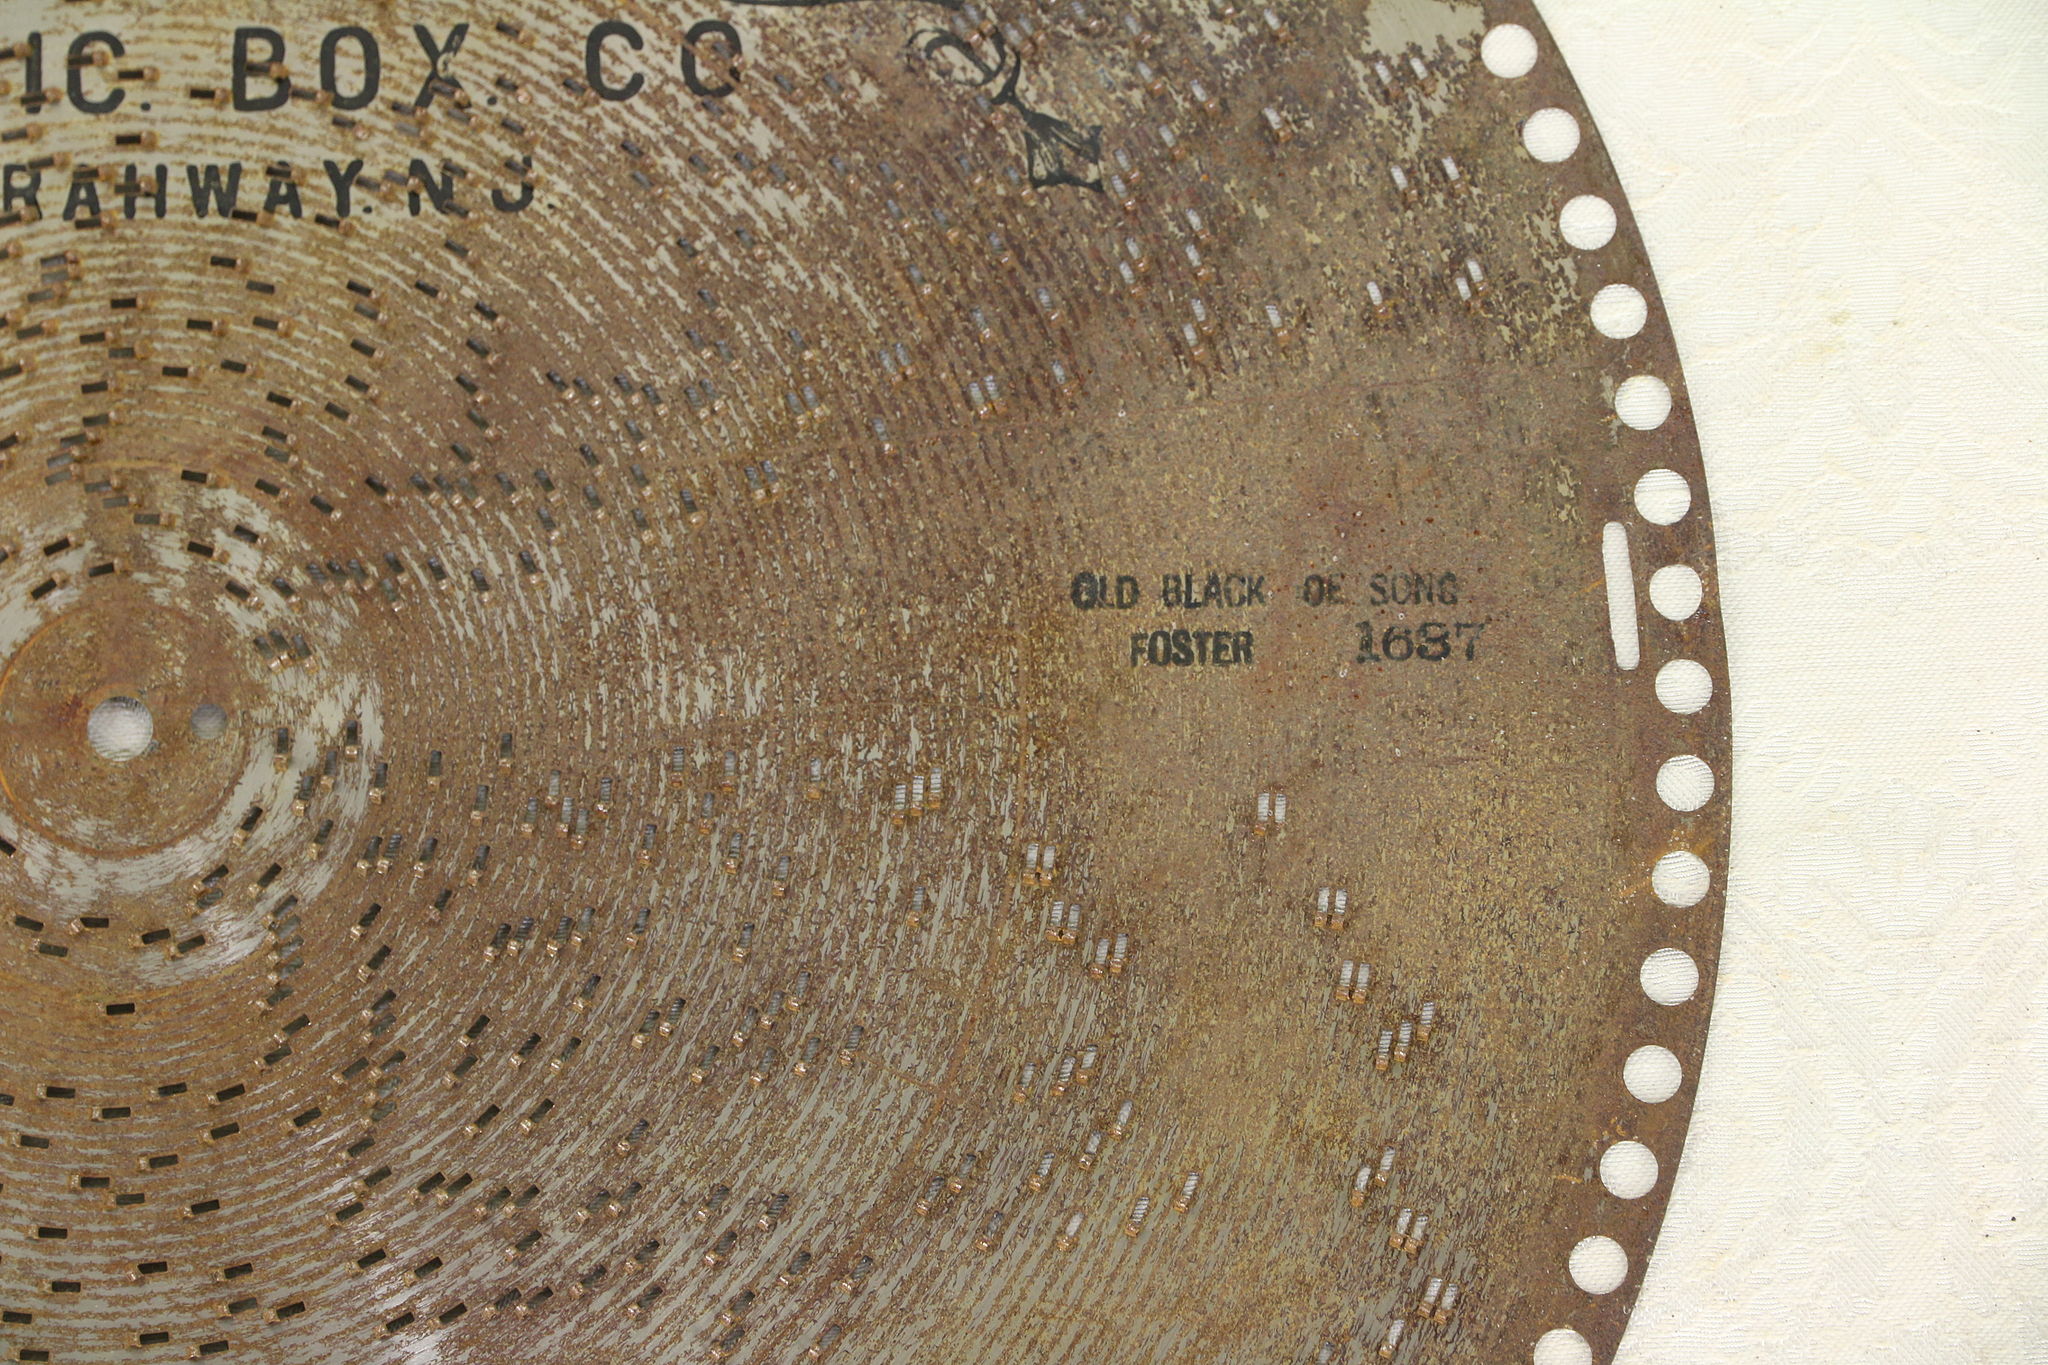 IC. BOX. CO
RAHWAY. N J.
OLD BLACK OE SONG
FOSTER 1687